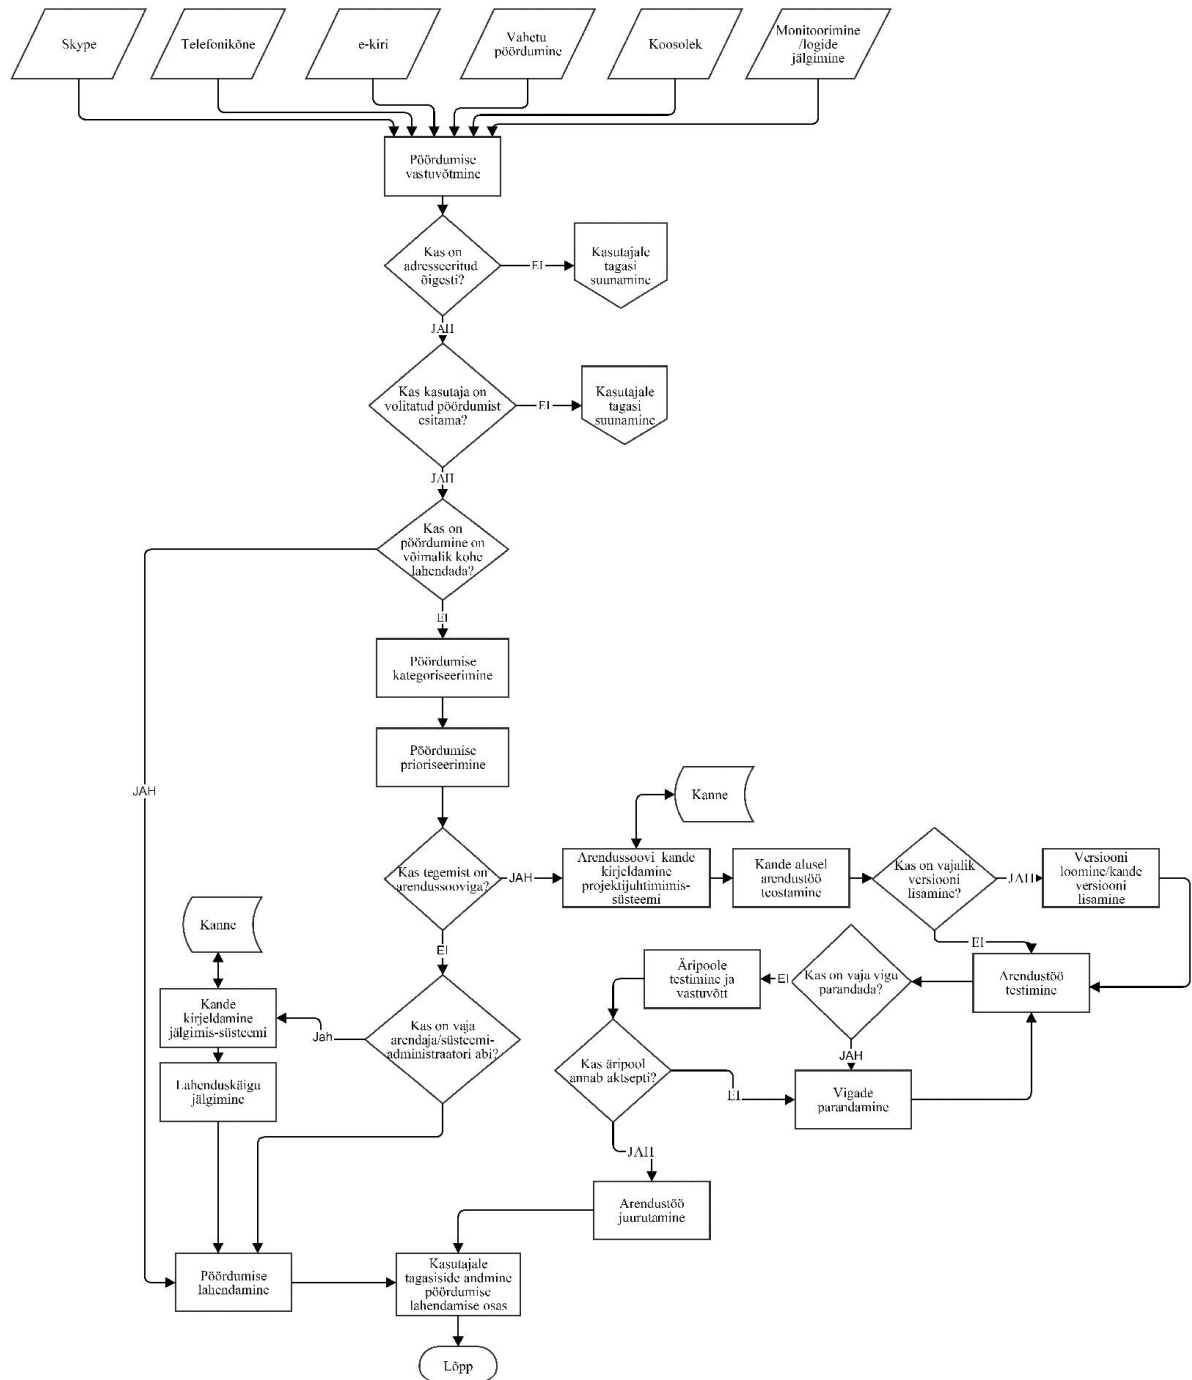 Skype
Telefonikõne
e-kiri
Vahetu
pöördumine
Koosolek
Monitoorimine
/logide
jälgimine
Pöördumise
vastuvõtmine
Kas on
adresseeritud
õigesti?
EI
Kasutajale
tagasi
suunamine
JAH
Kas kasutaja on
volitatud pöördumist
esitama?
EI
Kasutajale
tagasi
suunamine
JAH
Kas on
pöördumine on
võimalik kohe
lahendada?
EI
JAH
Pöördumise
kategoriseerimine
Pöördumise
prioriseerimine
Kas tegemist on
arendussooviga?
JAH
Kanne
Arendussoovi kande
kirjeldamine
projektijuhtimimis-
süsteemi
Kande alusel
arendustöö
teostamine
Kas on vajalik
versiooni
lisamine?
JAH
Versiooni
loomine/kande
versiooni
lisamine
EI
Arendustöö
testimine
Kas on vaja vigu
parandada?
EI
Äripoole
testimine ja
vastuvõtt
JAH
Kas äripool
annab aktsepti?
EI
Vigade
parandamine
JAH
Arendustöö
juurutamine
EI
Kas on vaja
arendaja/süsteemi-
administraatori abi?
Jah
Kanne
Kande
kirjeldamine
jälgimis-süsteemi
Lahenduskäigu
jälgimine
Pöördumise
lahendamine
Kasutajale
tagasiside andmine
pöördumise
lahendamise osas
Lõpp